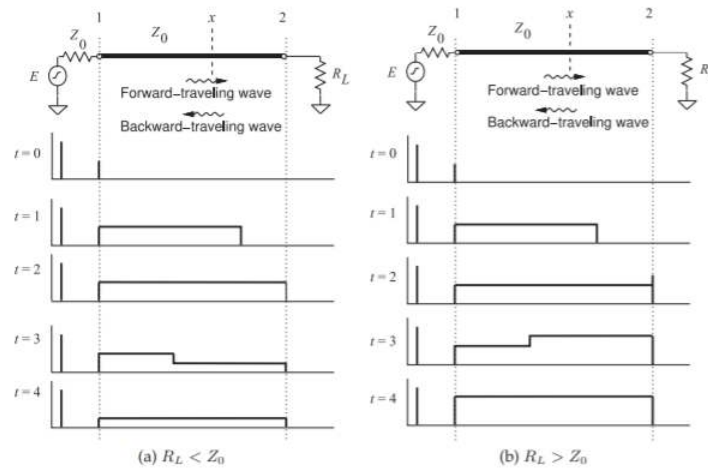 1 x 2
Z0 Z0
E
RL
Forward-traveling wave
Backward-traveling wave
t = 0
t = 1
t = 2
t = 3
t = 4
(a) RL < Z0
1 x 2
Z0 Z0
E
R
Forward-traveling wave
Backward-traveling wave
t = 0
t = 1
t = 2
t = 3
t = 4
(b) RL > Z0